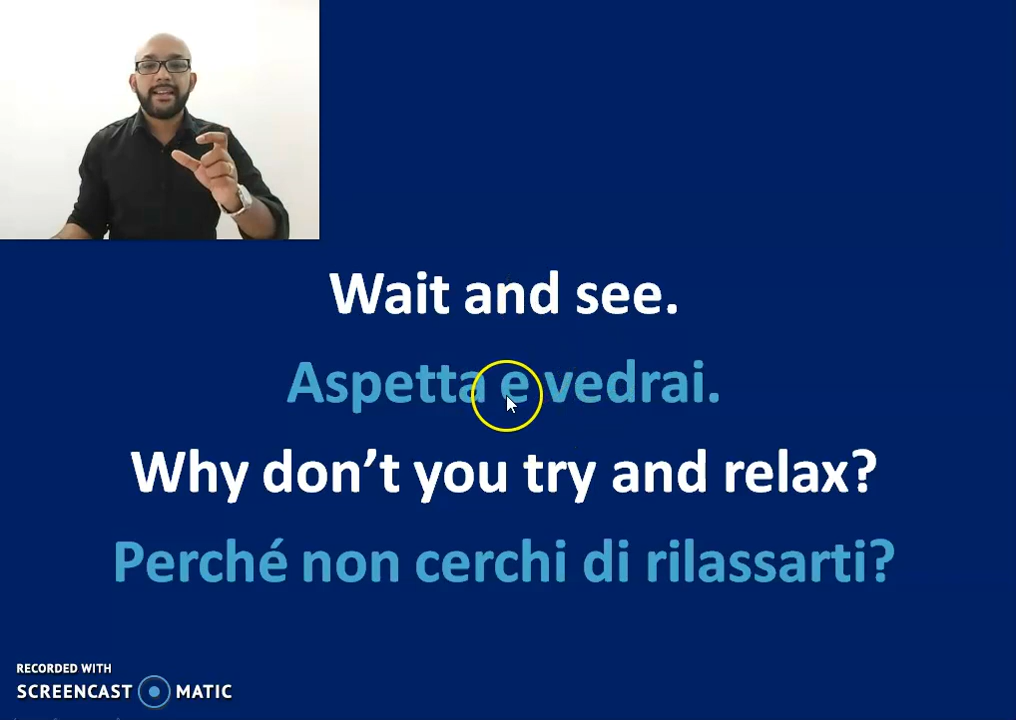 Wait and see.
Aspetta e vedrai.
Why don’t you try and relax?
Perché non cerchi di rilassarti?
RECORDED WITH
SCREENCAST MATIC